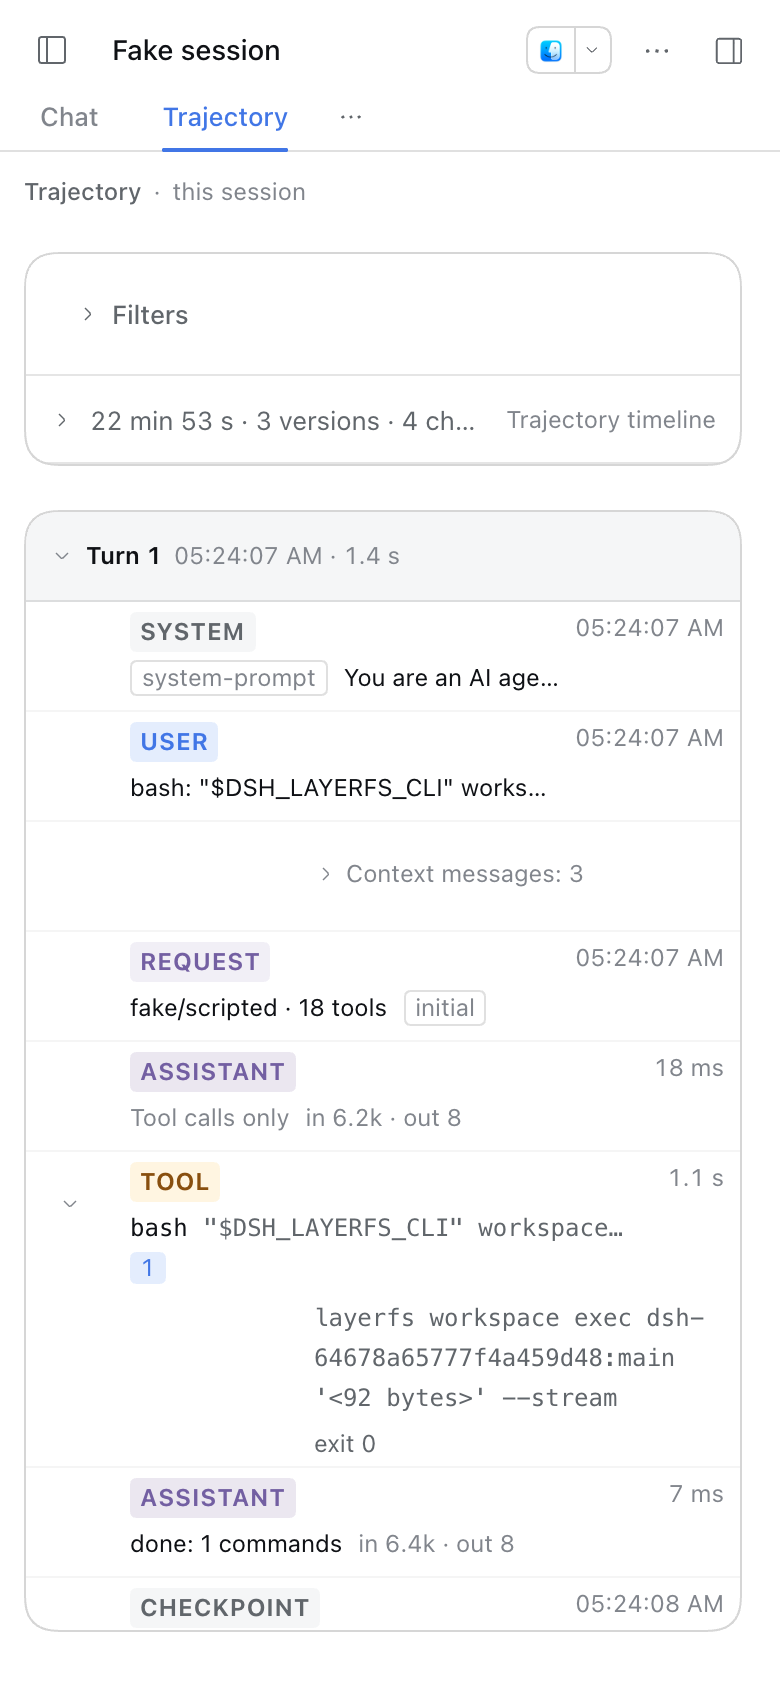 Fake session
Chat
Trajectory
Trajectory · this session
Filters
22 min 53 s · 3 versions · 4 ch...
Trajectory timeline
Turn 1 05:24:07 AM · 1.4 s
SYSTEM 05:24:07 AM
system-prompt You are an AI age...
USER 05:24:07 AM
bash: "$DSH_LAYERFS_CLI" works...
Context messages: 3
REQUEST 05:24:07 AM
fake/scripted · 18 tools initial
ASSISTANT 18 ms
Tool calls only in 6.2k · out 8
TOOL 1.1 s
bash "$DSH_LAYERFS_CLI" workspace…
1
layerfs workspace exec dsh-
64678a65777f4a459d48:main
'<92 bytes>' --stream
exit 0
ASSISTANT 7 ms
done: 1 commands in 6.4k · out 8
CHECKPOINT 05:24:08 AM